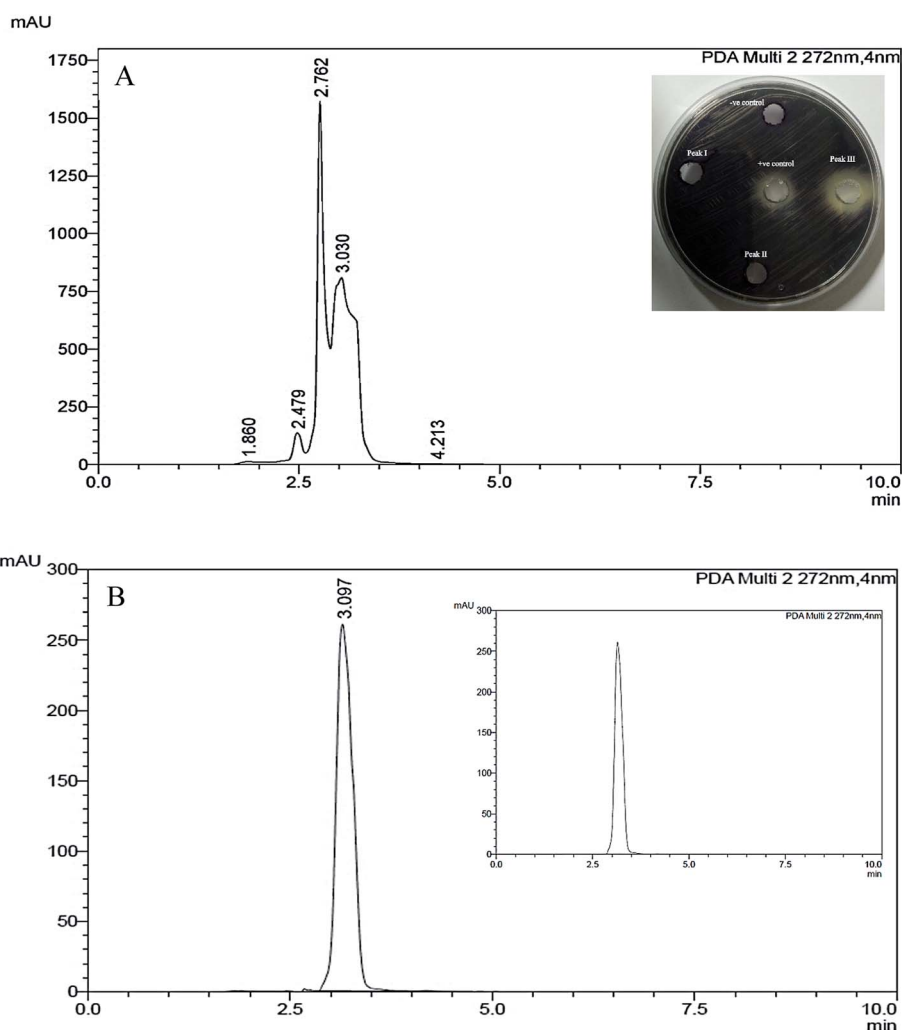 mAU
A
PDA Multi 2 272nm,4nm
1750
1500
1250
1000
750
500
250
0
2.762
3.030
2.479
1.860
4.213
-ve control
Peak I
+ve control
Peak III
Peak II
0.0 2.5 5.0 7.5 10.0
min
mAU
B
PDA Multi 2 272nm,4nm
300
250
200
150
100
50
0
3.097
mAU
PDA Multi 2 272nm,4nm
300
250
200
150
100
50
0
0.0 2.5 5.0 7.5 10.0
min
0.0 2.5 5.0 7.5 10.0
min